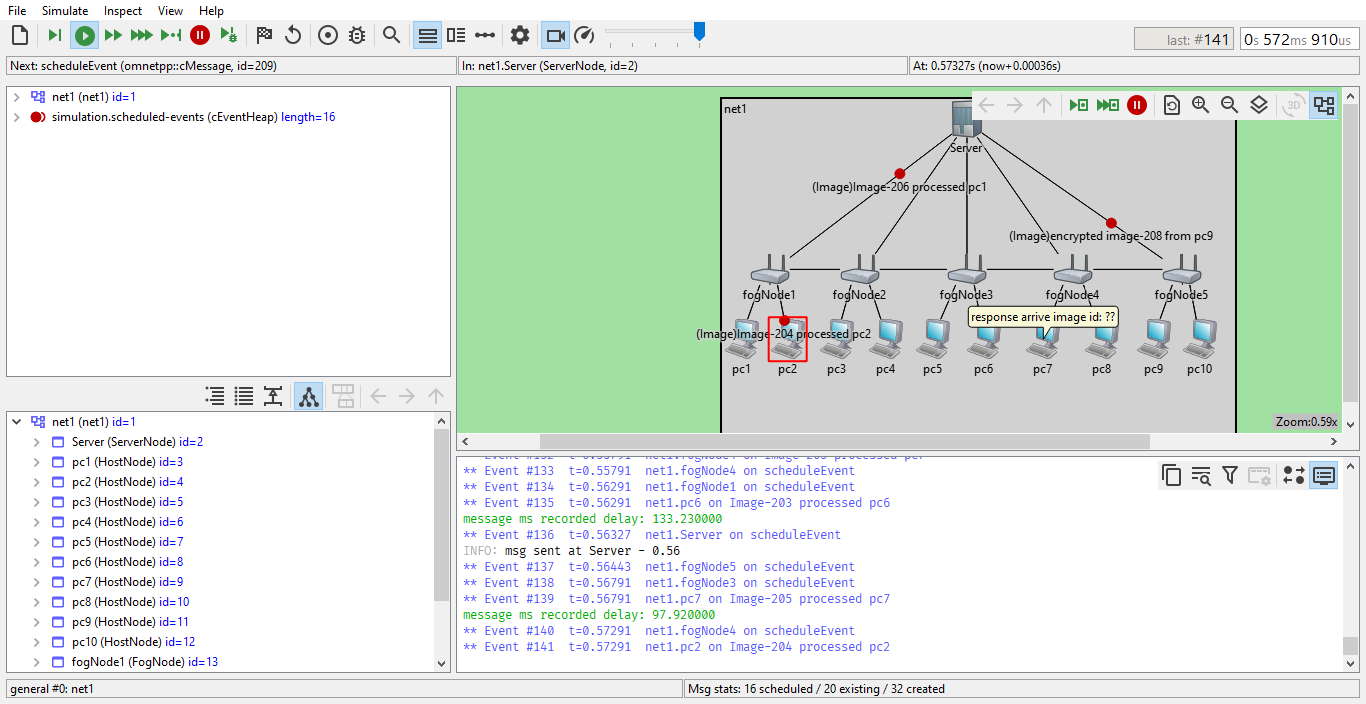 File Simulate Inspect View Help
last: #141 0s 572ms 910us
Next: scheduleEvent (omnetpp::cMessage, id=209) In: net1.Server (ServerNode, id=2) At: 0.57327s (now+0.00036s)
net1 (net1) id=1
simulation.scheduled-events (cEventHeap) length=16
net1 (net1) id=1
Server (ServerNode) id=2
pc1 (HostNode) id=3
pc2 (HostNode) id=4
pc3 (HostNode) id=5
pc4 (HostNode) id=6
pc5 (HostNode) id=7
pc6 (HostNode) id=8
pc7 (HostNode) id=9
pc8 (HostNode) id=10
pc9 (HostNode) id=11
pc10 (HostNode) id=12
fogNode1 (FogNode) id=13
net1
3D
Server
(Image)Image-206 processed pc1
(Image)encrypted image-208 from pc9
fogNode1 fogNode2 fogNode3 fogNode4 fogNode5
response arrive image id: ??
(Image)Image-204 processed pc2
pc1 pc2 pc3 pc4 pc5 pc6 pc7 pc8 pc9 pc10
Zoom:0.59x
** Event #133 t=0.55791 net1.fogNode4 on scheduleEvent
** Event #134 t=0.56291 net1.fogNode1 on scheduleEvent
** Event #135 t=0.56291 net1.pc6 on Image-203 processed pc6
message ms recorded delay: 133.230000
** Event #136 t=0.56327 net1.Server on scheduleEvent
INFO: msg sent at Server - 0.56
** Event #137 t=0.56443 net1.fogNode5 on scheduleEvent
** Event #138 t=0.56791 net1.fogNode3 on scheduleEvent
** Event #139 t=0.56791 net1.pc7 on Image-205 processed pc7
message ms recorded delay: 97.920000
** Event #140 t=0.57291 net1.fogNode4 on scheduleEvent
** Event #141 t=0.57291 net1.pc2 on Image-204 processed pc2
general #0: net1 Msg stats: 16 scheduled / 20 existing / 32 created